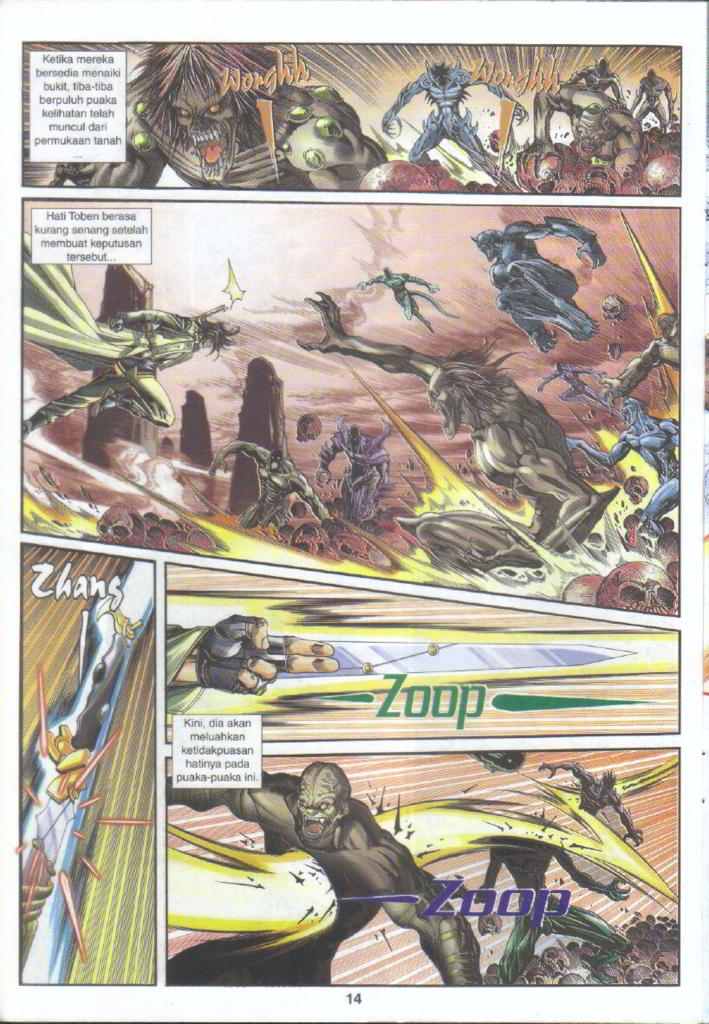 Ketika mereka
bersedia menaiki
bukit, tiba-tiba
berpuluh puaka
kelihatan telah
muncul dari
permukaan tanah
...
Worghh
!
Worghh
!
Hati Toben berasa
kurang senang setelah
membuat keputusan
tersebut...
Zhang
!
Zoop
Kini, dia akan
meluahkan
ketidakpuasan
hatinya pada
puaka-puaka ini.
Zoop
14